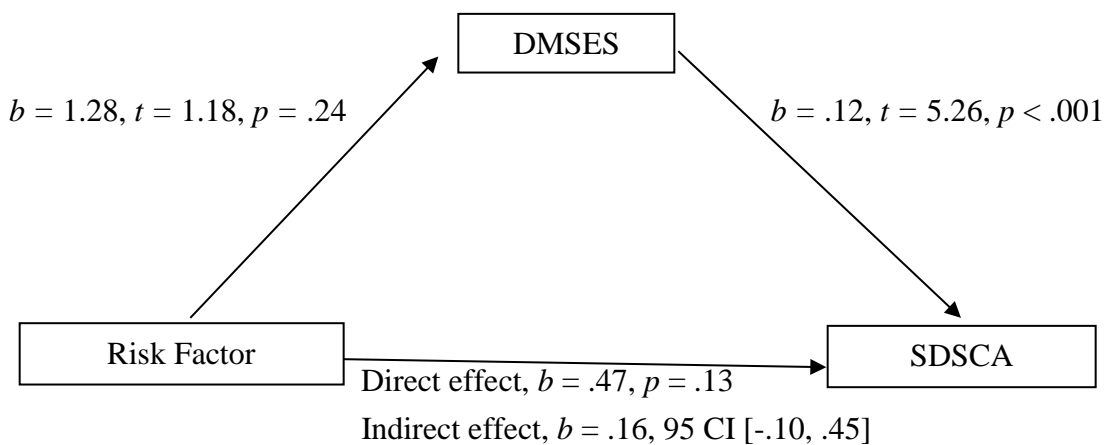 DMSES
b = 1.28, t = 1.18, p = .24
b = .12, t = 5.26, p < .001
Risk Factor
SDSCA
Direct effect, b = .47, p = .13
Indirect effect, b = .16, 95 CI [-.10, .45]